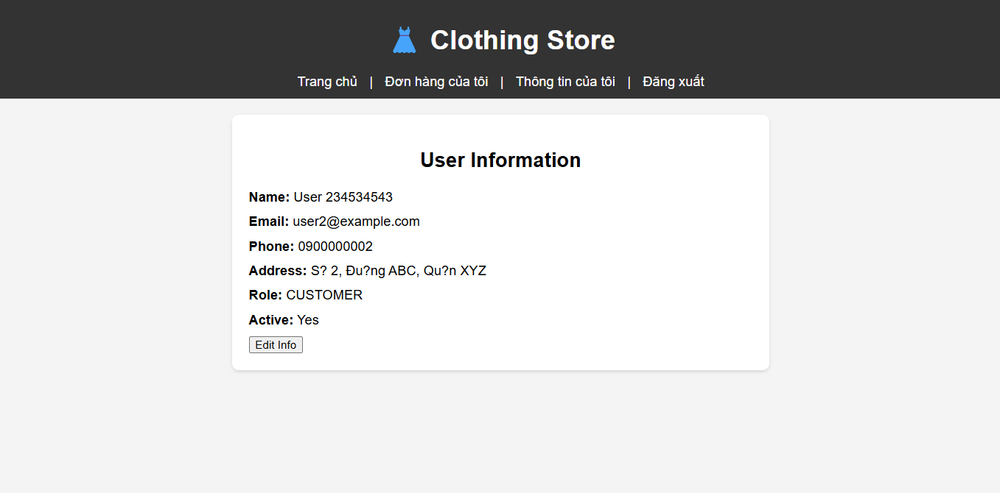 Clothing Store
Trang chủ | Đơn hàng của tôi | Thông tin của tôi | Đăng xuất
User Information
Name: User 234534543
Email: user2@example.com
Phone: 0900000002
Address: S? 2, Đu?ng ABC, Qu?n XYZ
Role: CUSTOMER
Active: Yes
Edit Info